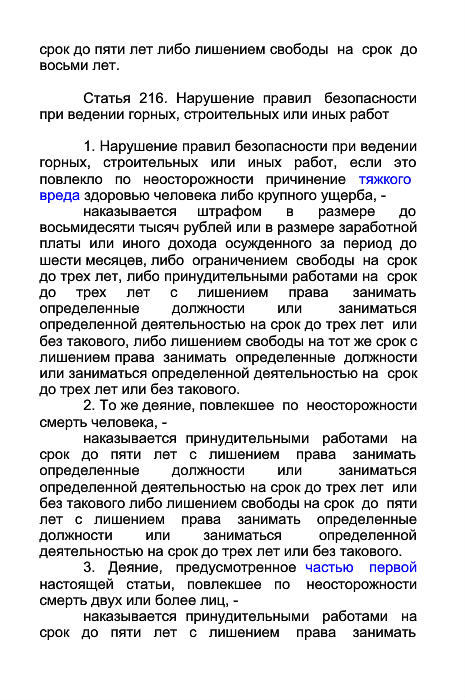 срок до пяти лет либо лишением свободы на срок до
восьми лет.
Статья 216. Нарушение правил безопасности
при ведении горных, строительных или иных работ
1. Нарушение правил безопасности при ведении
горных, строительных или иных работ, если это
повлекло по неосторожности причинение тяжкого
вреда здоровью человека либо крупного ущерба, -
наказывается штрафом в размере до
восьмидесяти тысяч рублей или в размере заработной
платы или иного дохода осужденного за период до
шести месяцев, либо ограничением свободы на срок
до трех лет, либо принудительными работами на срок
до трех лет с лишением права занимать
определенные должности или заниматься
определенной деятельностью на срок до трех лет или
без такового, либо лишением свободы на тот же срок с
лишением права занимать определенные должности
или заниматься определенной деятельностью на срок
до трех лет или без такового.
2. То же деяние, повлекшее по неосторожности
смерть человека, -
наказывается принудительными работами на
срок до пяти лет с лишением права занимать
определенные должности или заниматься
определенной деятельностью на срок до трех лет или
без такового либо лишением свободы на срок до пяти
лет с лишением права занимать определенные
должности или заниматься определенной
деятельностью на срок до трех лет или без такового.
3. Деяние, предусмотренное частью первой
настоящей статьи, повлекшее по неосторожности
смерть двух или более лиц, -
наказывается принудительными работами на
срок до пяти лет с лишением права занимать